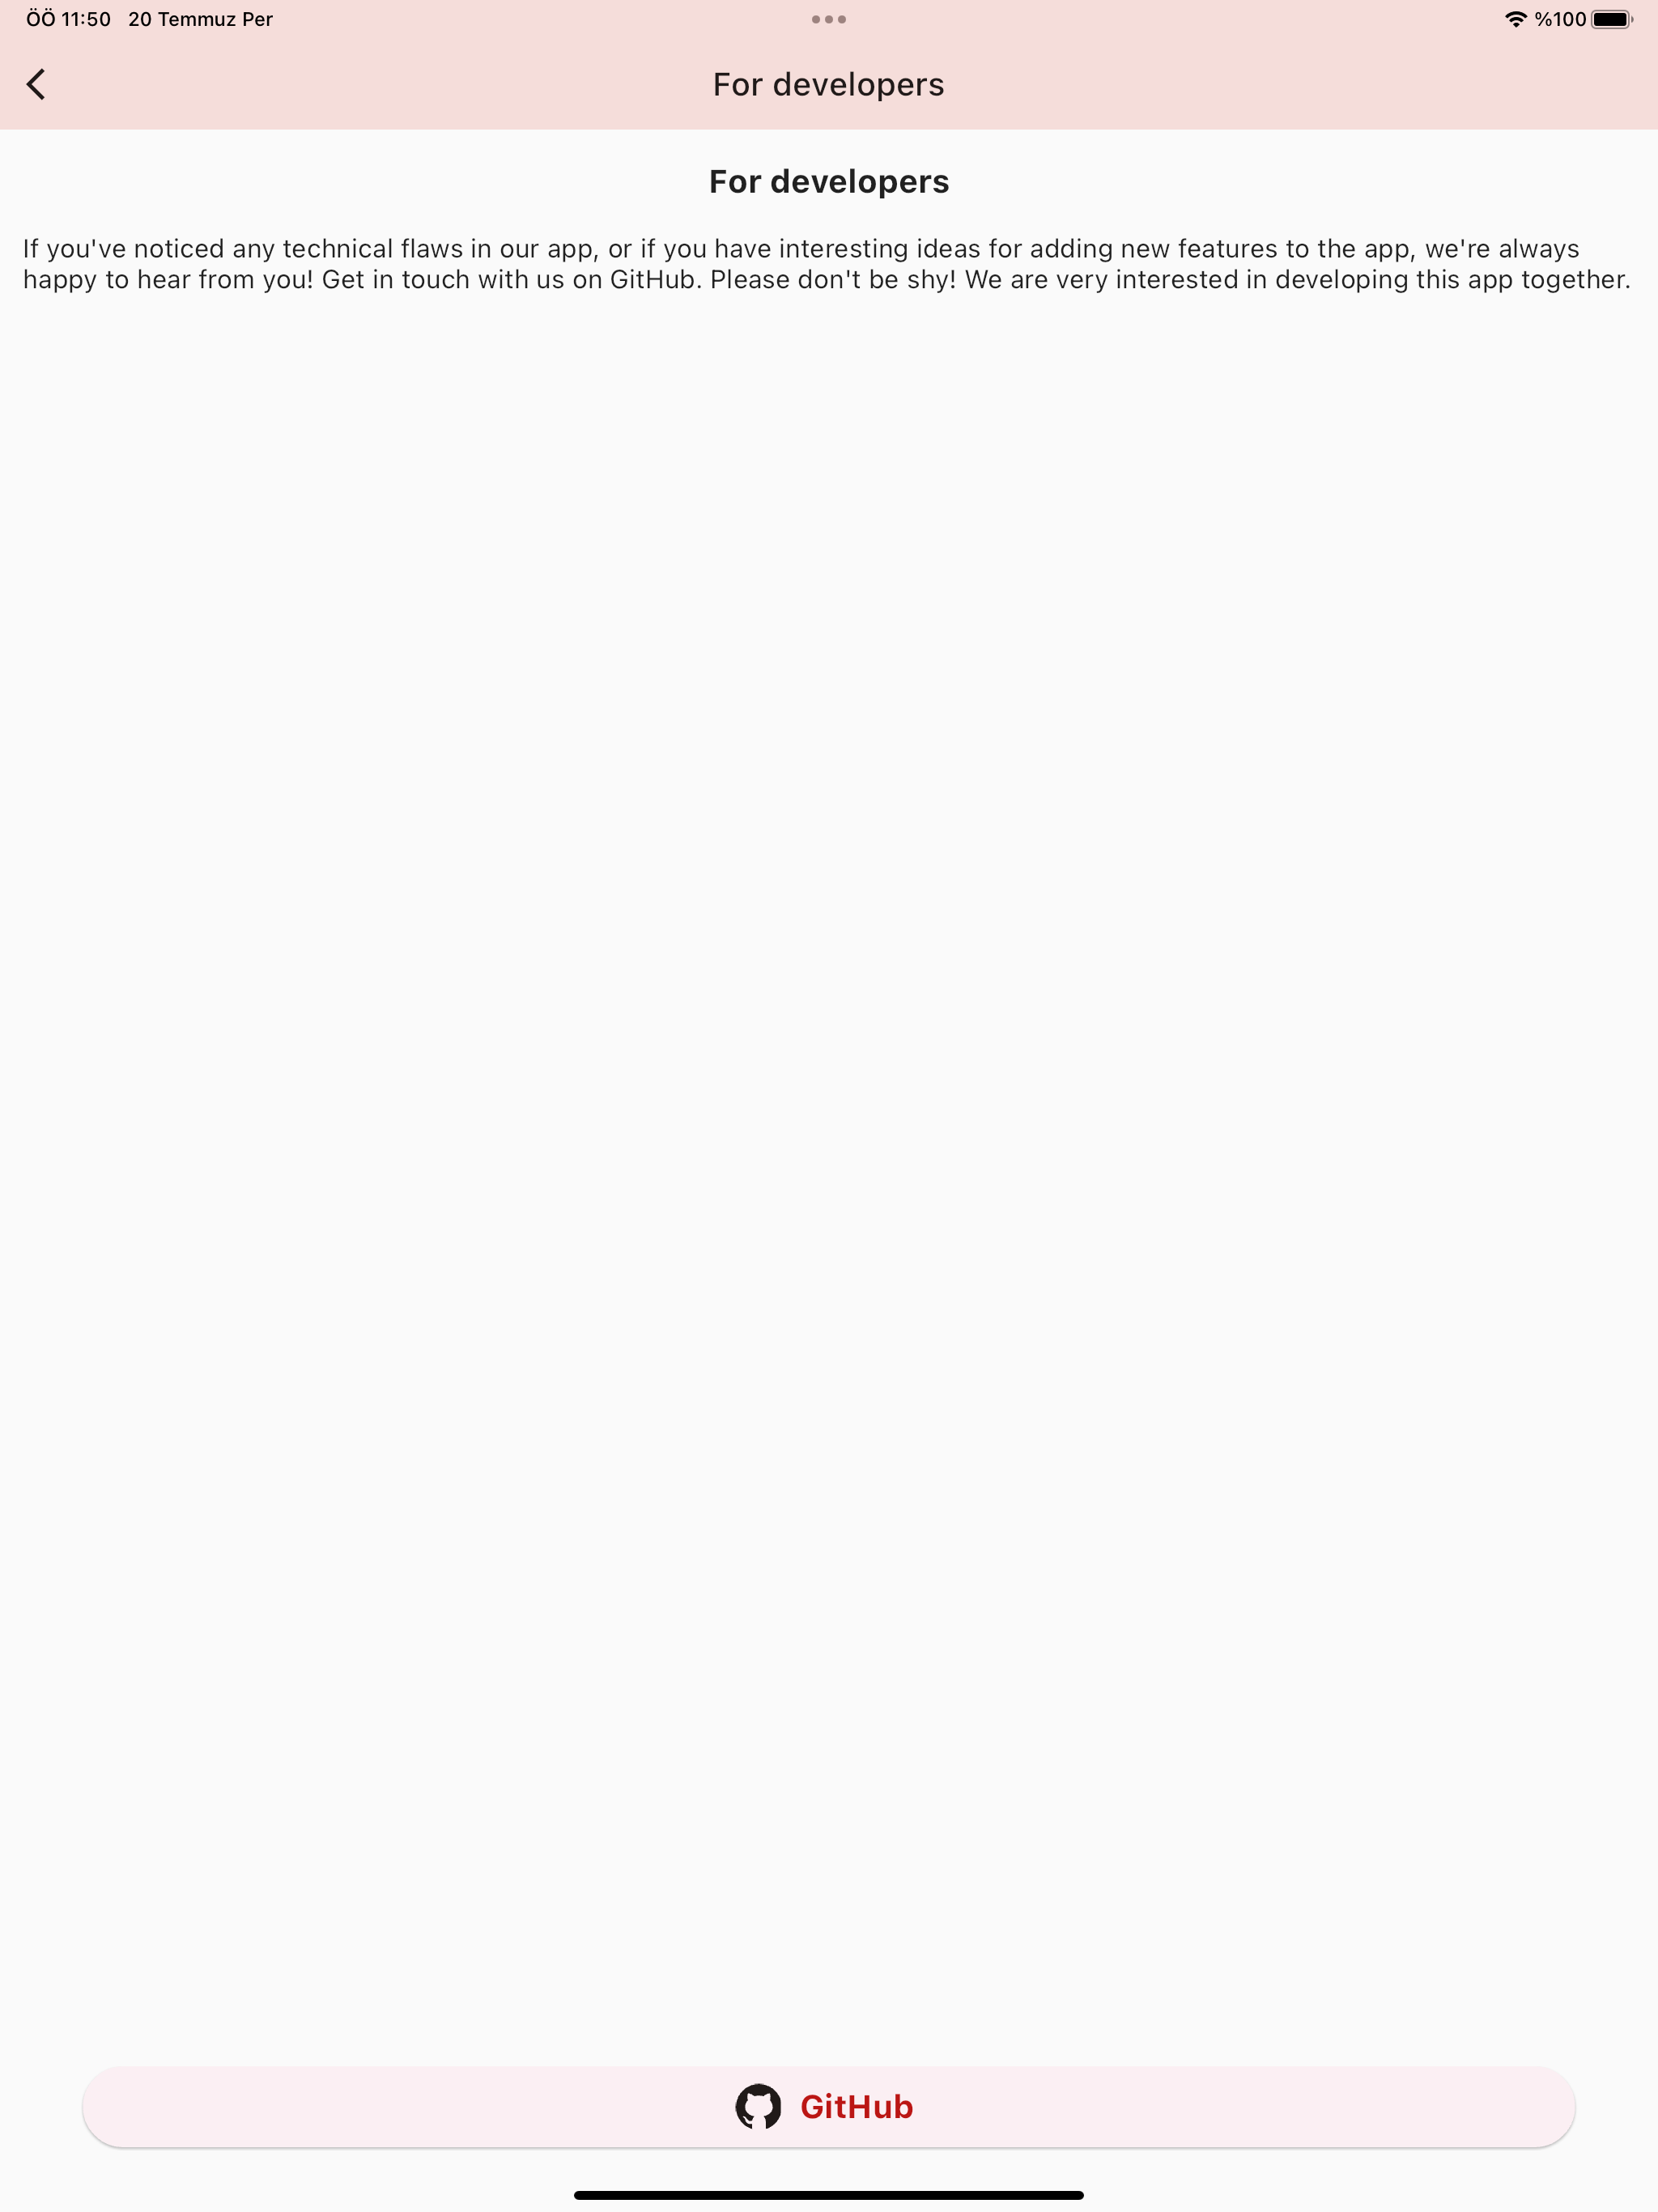 ÖÖ 11:50 20 Temmuz Per %100
For developers
For developers
If you've noticed any technical flaws in our app, or if you have interesting ideas for adding new features to the app, we're always
happy to hear from you! Get in touch with us on GitHub. Please don't be shy! We are very interested in developing this app together.
GitHub